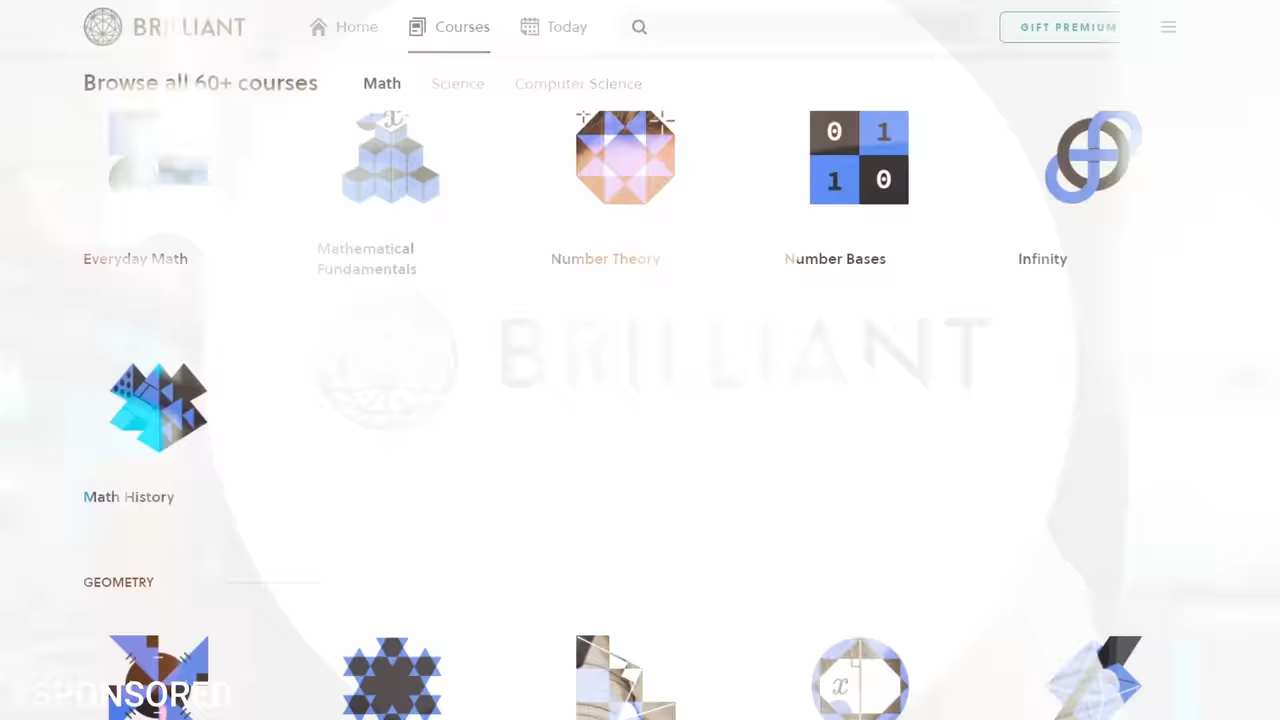 BRILLIANT
Home
Courses
Today
GIFT PREMIUM
Browse all 60+ courses
Math
Science
Computer Science
x
0 1
1 0
Everyday Math
Mathematical
Fundamentals
Number Theory
Number Bases
Infinity
BRILLIANT
Math History
GEOMETRY
x
SPONSORED